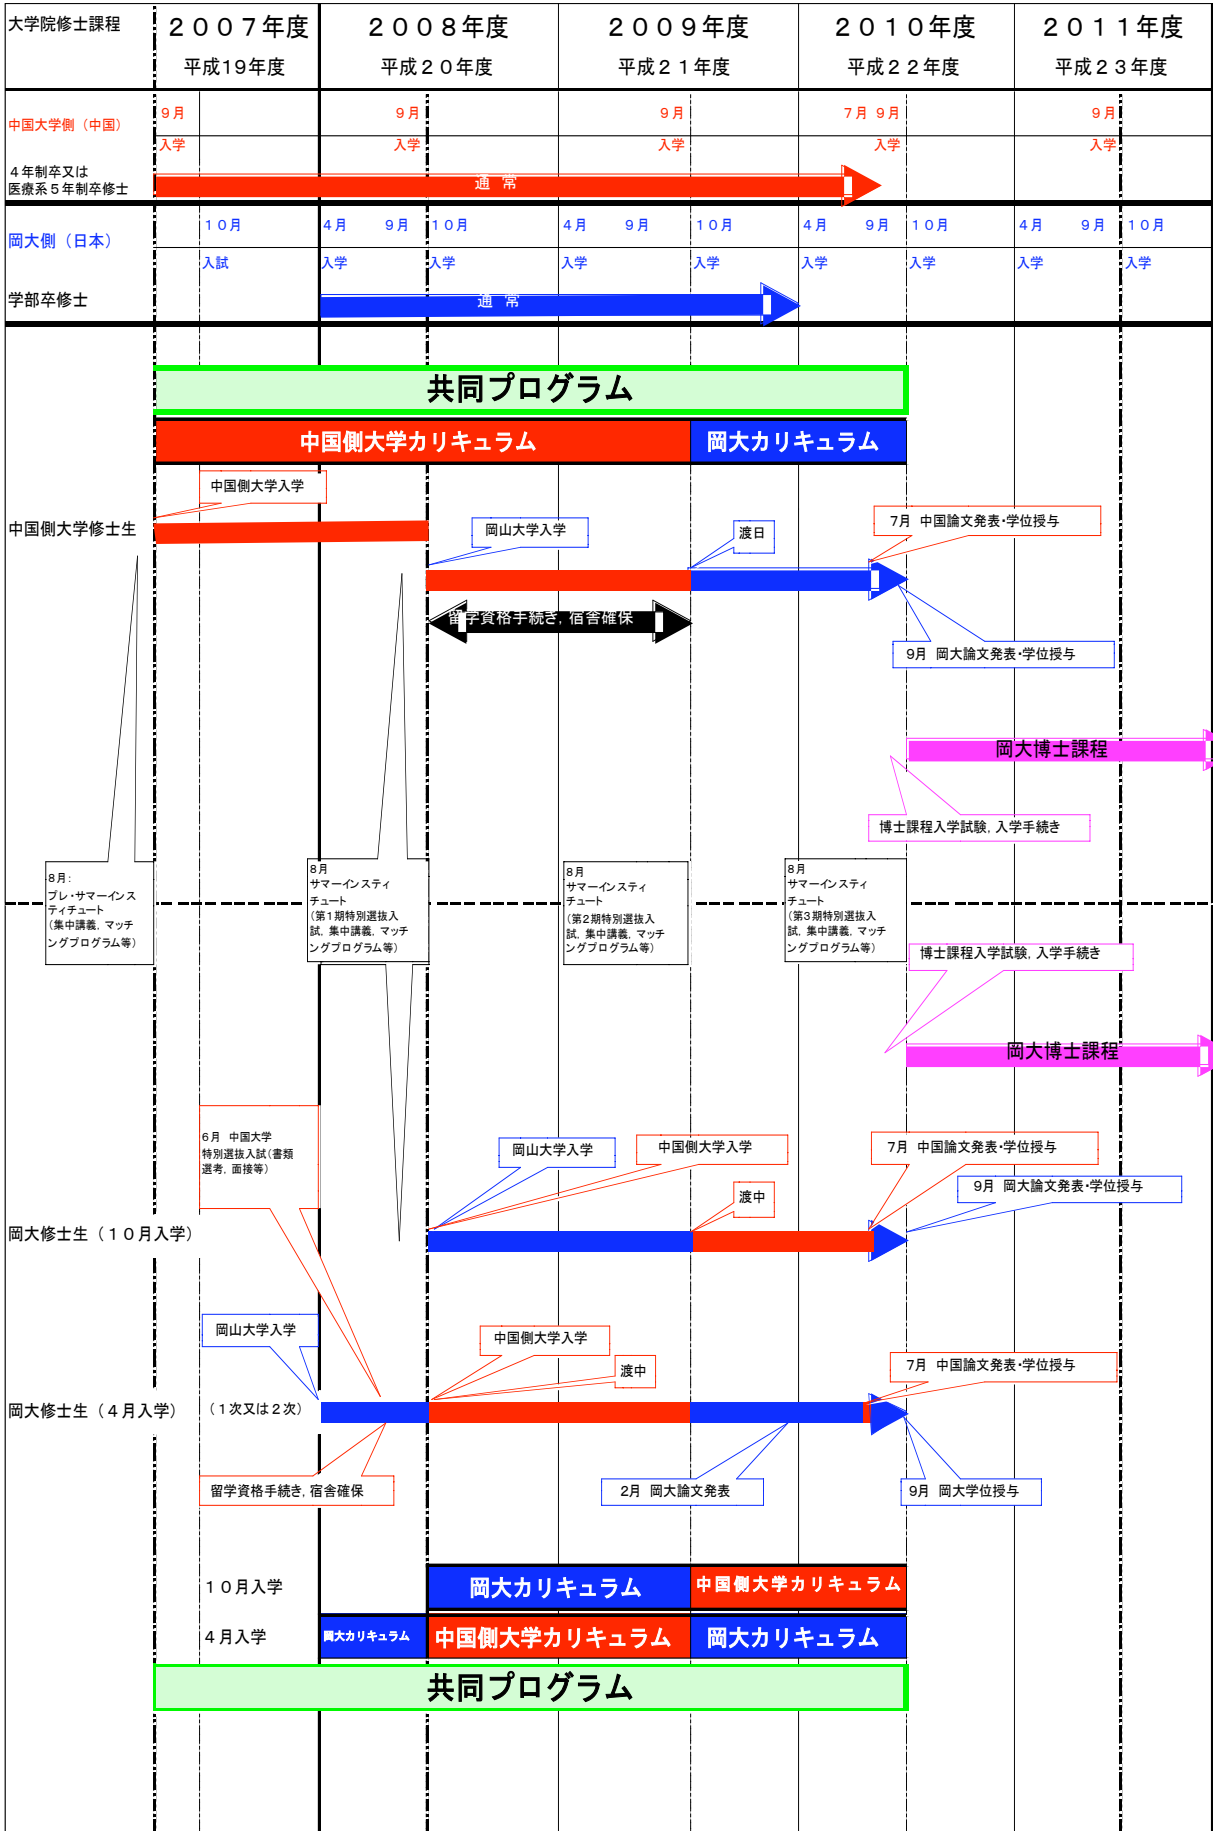 大学院修士課程
２００７年度
２００８年度
２００９年度
２０１０年度
２０１１年度
平成19年度
平成２０年度
平成２１年度
平成２２年度
平成２３年度
中国大学側（中国）
９月
９月
９月
７月 ９月
９月
入学
入学
入学
入学
入学
４年制卒又は
医療系５年制卒修士
通 常
岡大側（日本）
１０月
４月
９月
１０月
４月
９月
１０月
４月
９月
１０月
４月
９月
１０月
入試
入学
入学
入学
入学
入学
入学
入学
入学
学部卒修士
通 常
共同プログラム
中国側大学カリキュラム
岡大カリキュラム
中国側大学入学
中国側大学修士生
岡山大学入学
渡日
7月 中国論文発表・学位授与
留学資格手続き，宿舎確保
9月 岡大論文発表・学位授与
岡大博士課程
博士課程入学試験，入学手続き
8月：
プレ・サマーインス
ティチュート
（集中講義，マッチ
ングプログラム等）
8月
サマーインスティ
チュート
（第1期特別選抜入
試，集中講義，マッチ
ングプログラム等）
8月
サマーインスティ
チュート
（第2期特別選抜入
試，集中講義，マッチ
ングプログラム等）
8月
サマーインスティ
チュート
（第3期特別選抜入
試，集中講義，マッチ
ングプログラム等）
博士課程入学試験，入学手続き
岡大博士課程
6月 中国大学
特別選抜入試（書類
選考，面接等）
岡山大学入学
中国側大学入学
7月 中国論文発表・学位授与
渡中
9月 岡大論文発表・学位授与
岡大修士生（１０月入学）
岡山大学入学
中国側大学入学
渡中
7月 中国論文発表・学位授与
岡大修士生（４月入学）
（１次又は２次）
留学資格手続き，宿舎確保
2月 岡大論文発表
9月 岡大学位授与
１０月入学
岡大カリキュラム
中国側大学カリキュラム
４月入学
岡大カリキュラム
中国側大学カリキュラム
岡大カリキュラム
共同プログラム